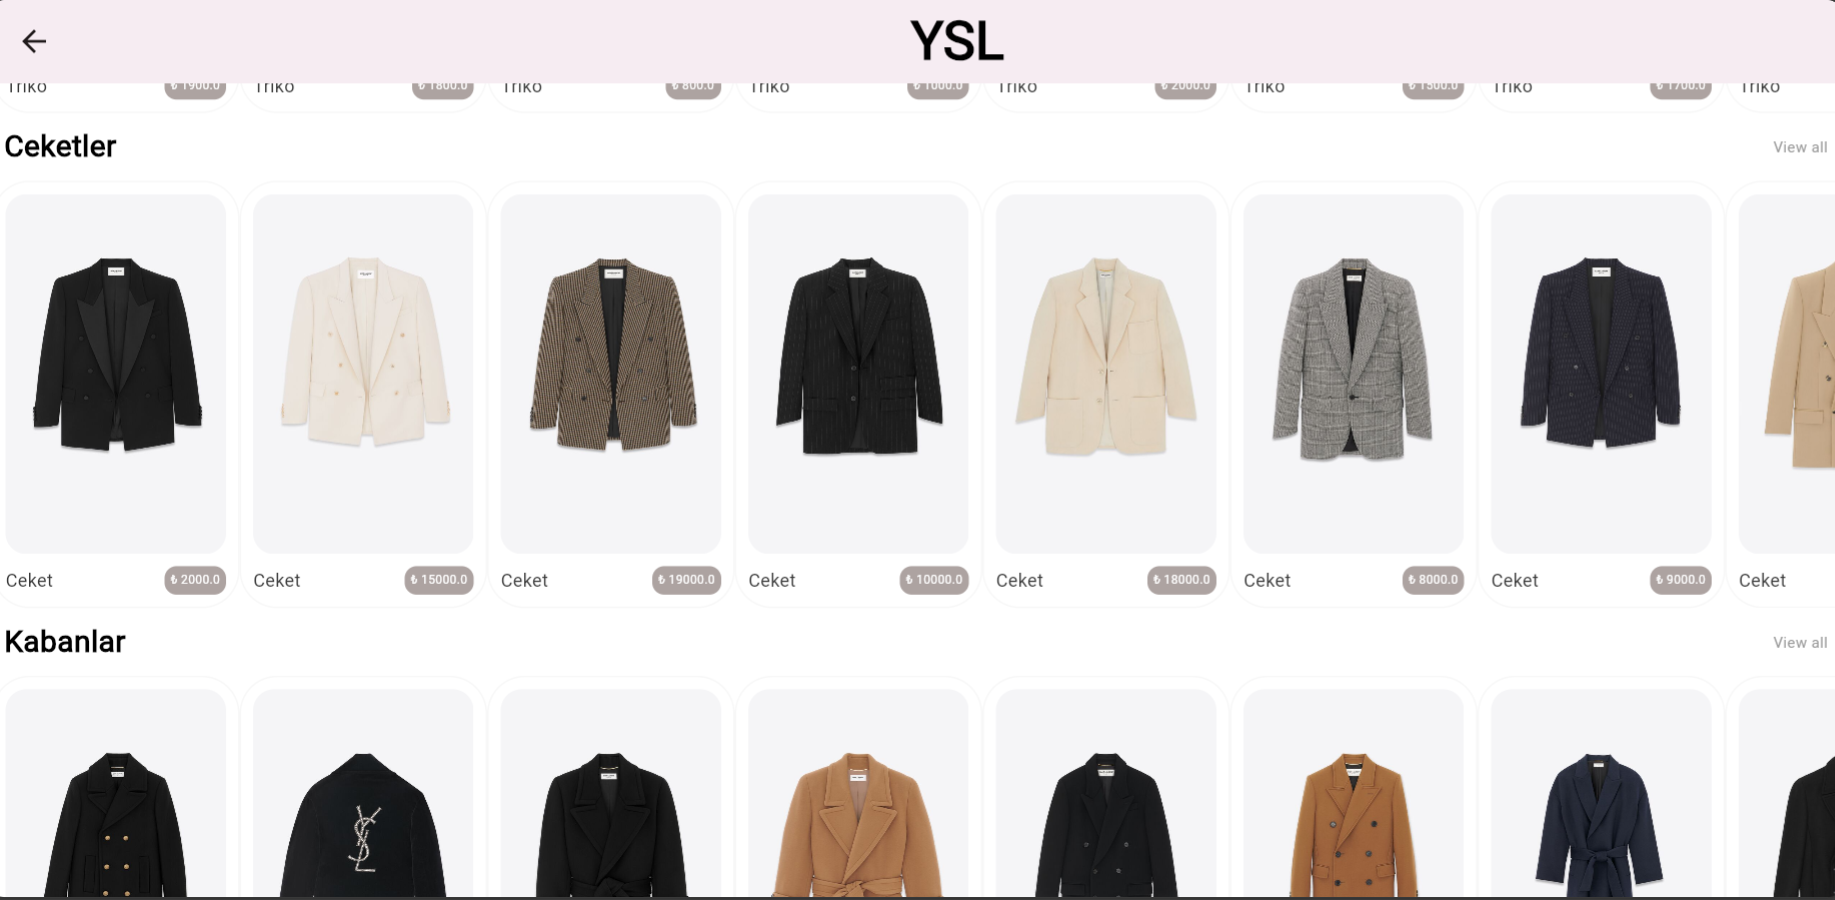 YSL
Triko ₺ 1900.0 Triko ₺ 1800.0 Triko ₺ 800.0 Triko ₺ 1000.0 Triko ₺ 2000.0 Triko ₺ 1500.0 Triko ₺ 1700.0 Triko
Ceketler View all
Ceket ₺ 2000.0 Ceket ₺ 15000.0 Ceket ₺ 19000.0 Ceket ₺ 10000.0 Ceket ₺ 18000.0 Ceket ₺ 8000.0 Ceket ₺ 9000.0 Ceket
Kabanlar View all
YSL